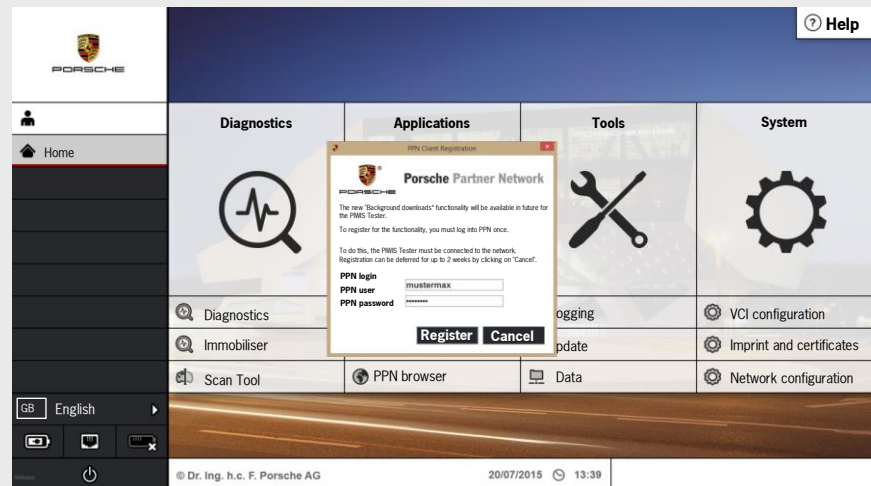 Help
PORSCHE
Home
Diagnostics
Applications
Tools
System
PPN Client Registration
PORSCHE
Porsche Partner Network
The new "Background downloads" functionality will be available in future for
the PIWIS Tester.
To register for the functionality, you must log into PPN once.
To do this, the PIWIS Tester must be connected to the network.
Registration can be deferred for up to 2 weeks by clicking on 'Cancel'.
PPN login
PPN user
mustermax
PPN password
********
Register
Cancel
Diagnostics
ogging
VCI configuration
Immobiliser
pdate
Imprint and certificates
Scan Tool
PPN browser
Data
Network configuration
GB
English
© Dr. Ing. h.c. F. Porsche AG
20/07/2015
13:39